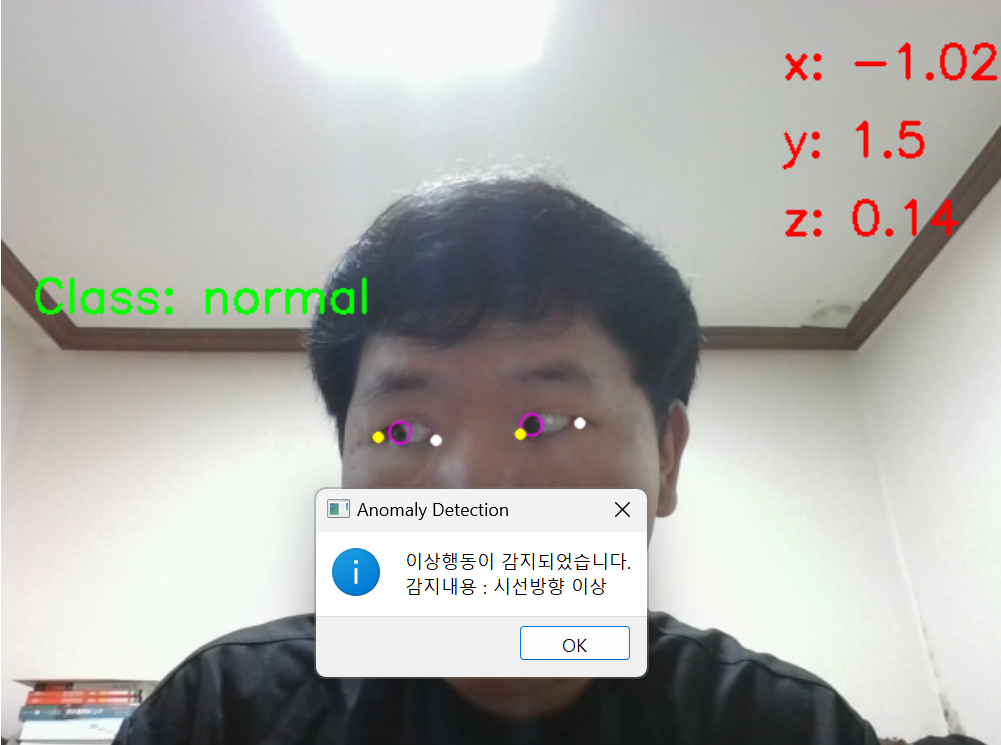 x: -1.02
y: 1.5
z: 0.14
Class: normal
Anomaly Detection
이상행동이 감지되었습니다.
감지내용 : 시선방향 이상
OK